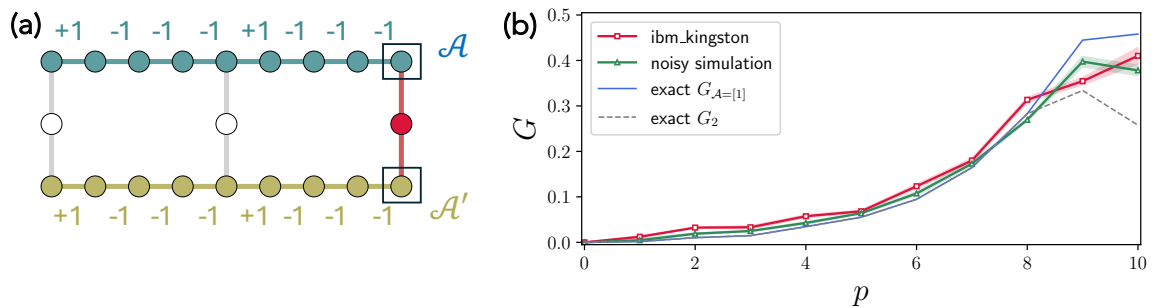 (a)
+1 -1 -1 -1 +1 -1 -1 -1
𝒜
+1 -1 -1 -1 +1 -1 -1 -1
𝒜′
(b)
G
0.5
0.4
0.3
0.2
0.1
0.0
ibm_kingston
noisy simulation
exact G𝒜=[1]
exact G2
0 2 4 6 8 10
p